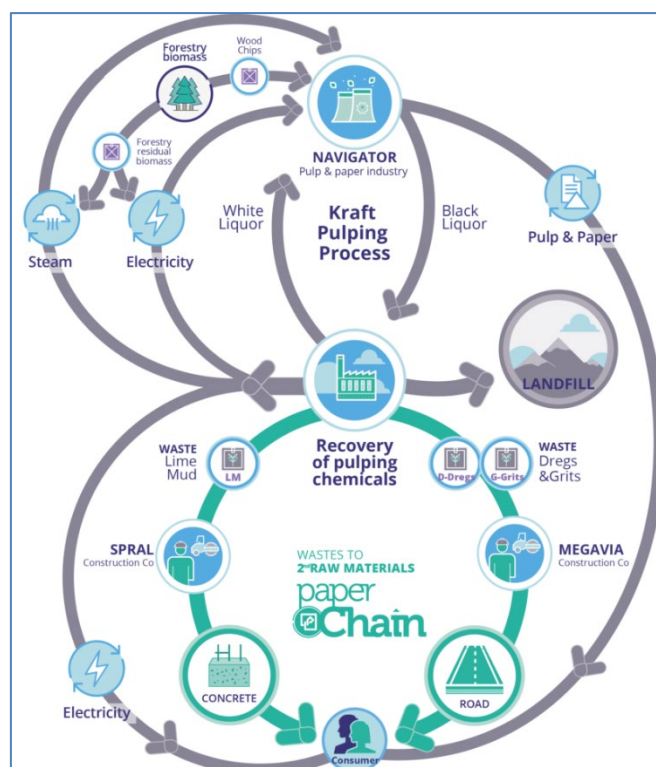 Forestry
biomass
Wood
Chips
Forestry
residual
biomass
Steam
Electricity
NAVIGATOR
Pulp & paper industry
White
Liquor
Kraft
Pulping
Process
Black
Liquor
Pulp & Paper
LANDFILL
Recovery
of pulping
chemicals
WASTE
Lime
Mud
LM
D-Dregs
G-Grits
WASTE
Dregs
&Grits
SPRAL
Construction Co
MEGAVIA
Construction Co
WASTES TO
2nd RAW MATERIALS
paper
Chain
CONCRETE
ROAD
Electricity
Consumer